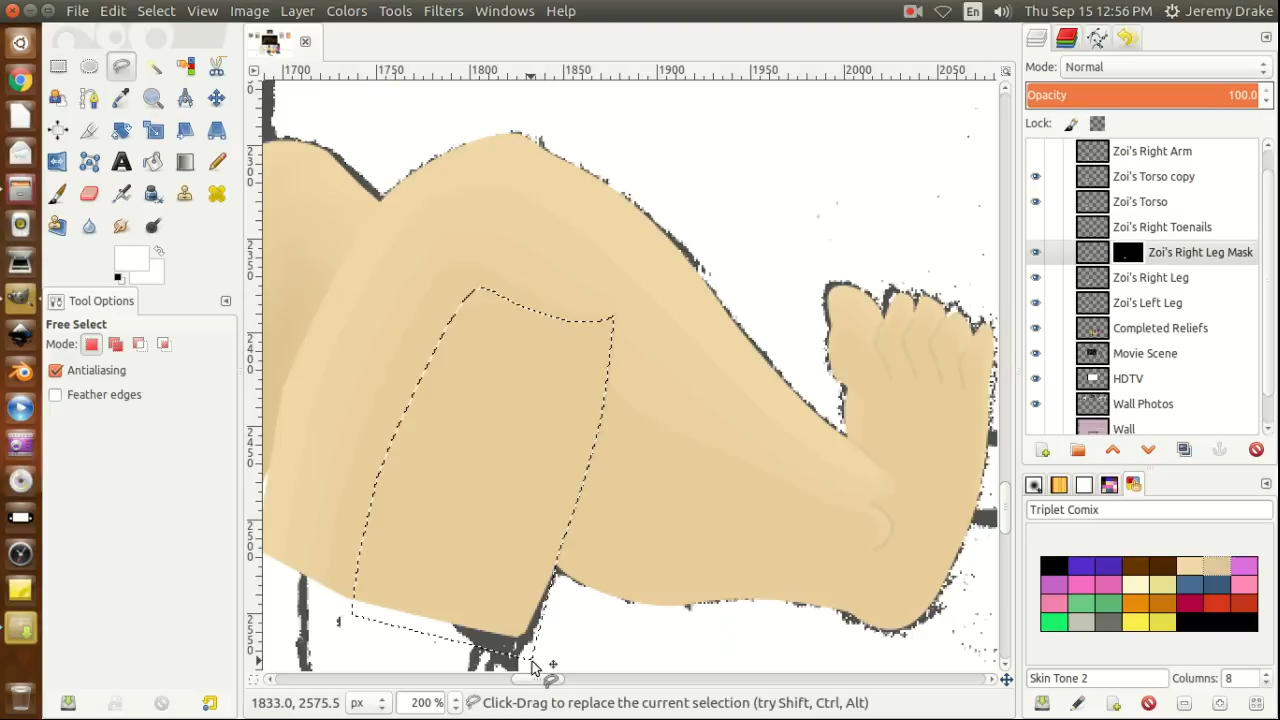 File Edit Select View Image Layer Colors Tools Filters Windows Help
En Thu Sep 15 12:56 PM Jeremy Drake
1700 1750 1800 1850 1900 1950 2000 2050
Mode: Normal
Opacity 100.0
Lock:
Zoi's Right Arm
Zoi's Torso copy
Zoi's Torso
Zoi's Right Toenails
Zoi's Right Leg Mask
Zoi's Right Leg
Zoi's Left Leg
Completed Reliefs
Movie Scene
HDTV
Wall Photos
Wall
Tool Options
Free Select
Mode:
Antialiasing
Feather edges
Triplet Comix
Skin Tone 2 Columns: 8
1833.0, 2575.5 px 200 % Click-Drag to replace the current selection (try Shift, Ctrl, Alt)